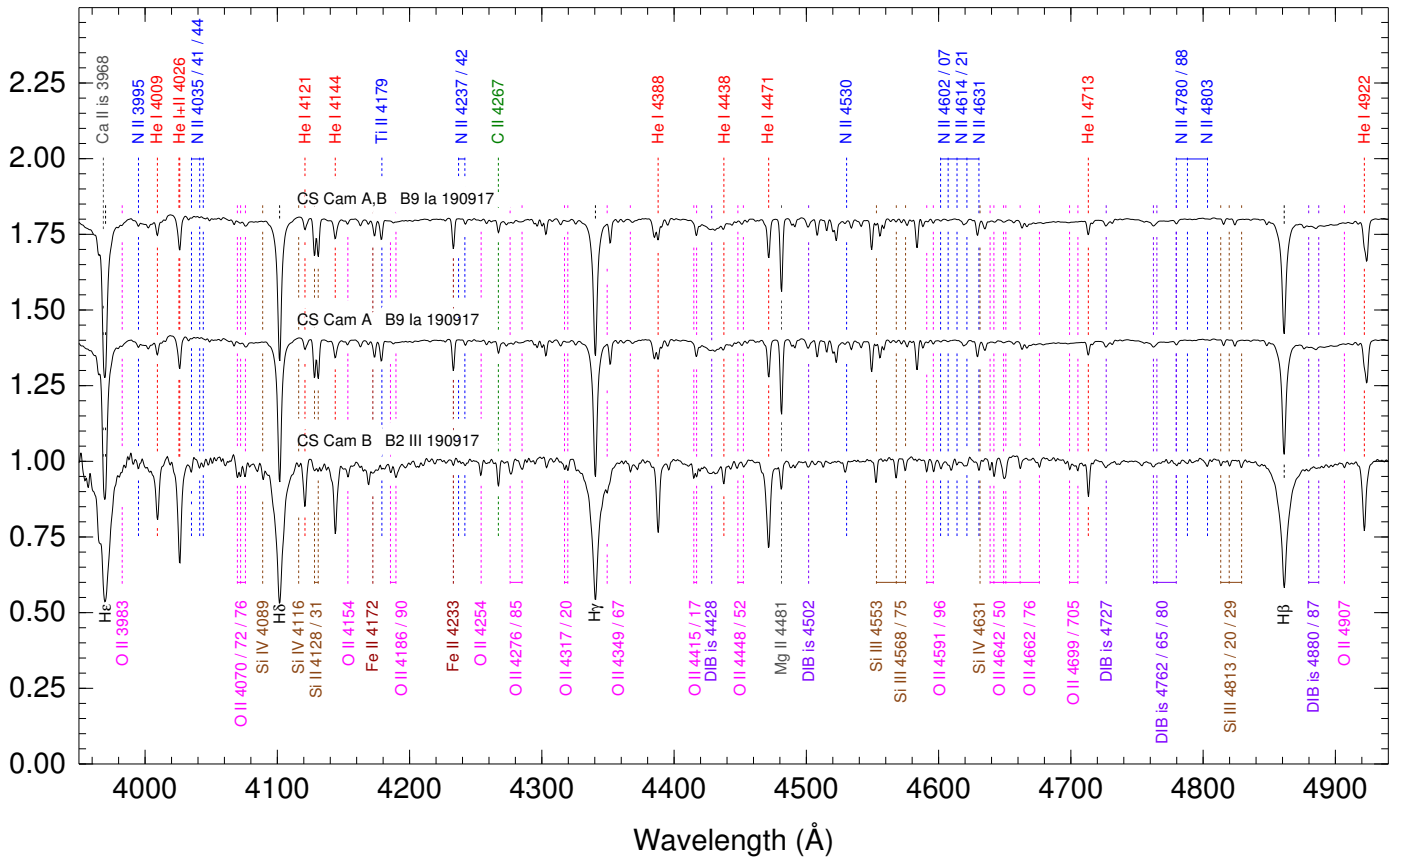 Ca II is 3968
N II 3995
He I 4009
He I+II 4026
N II 4035 / 41 / 44
He I 4121
He I 4144
Ti II 4179
N II 4237 / 42
C II 4267
He I 4388
He I 4438
He I 4471
N II 4530
N II 4602 / 07
N II 4614 / 21
N II 4631
He I 4713
N II 4780 / 88
N II 4803
He I 4922
2.25
2.00
1.75
1.50
1.25
1.00
0.75
0.50
0.25
0.00
CS Cam A,B B9 Ia 190917
CS Cam A B9 Ia 190917
CS Cam B B2 III 190917
Hε
O II 3983
O II 4070 / 72 / 76
Si IV 4089
Hδ
Si IV 4116
Si II 4128 / 31
O II 4154
Fe II 4172
O II 4186 / 90
Fe II 4233
O II 4254
O II 4276 / 85
O II 4317 / 20
Hγ
O II 4349 / 67
O II 4415 / 17
DIB is 4428
O II 4448 / 52
Mg II 4481
DIB is 4502
Si III 4553
Si III 4568 / 75
O II 4591 / 96
Si IV 4631
O II 4642 / 50
O II 4662 / 76
O II 4699 / 705
DIB is 4727
DIB is 4762 / 65 / 80
Si III 4813 / 20 / 29
Hβ
DIB is 4880 / 87
O II 4907
4000
4100
4200
4300
4400
4500
4600
4700
4800
4900
Wavelength (Å)